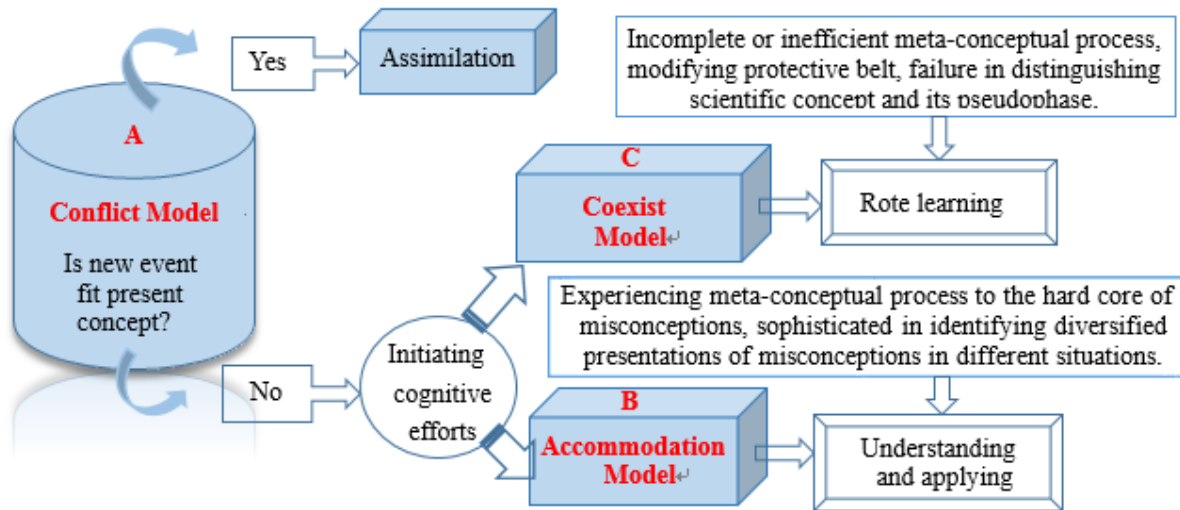 Yes
Assimilation
Incomplete or inefficient meta-conceptual process,
modifying protective belt, failure in distinguishing
scientific concept and its pseudophase.
A
Conflict Model
Is new event
fit present
concept?
C
Coexist
Model↵
Rote learning
Experiencing meta-conceptual process to the hard core of
misconceptions, sophisticated in identifying diversified
presentations of misconceptions in different situations.
No
Initiating
cognitive
efforts
B
Accommodation
Model↵
Understanding
and applying